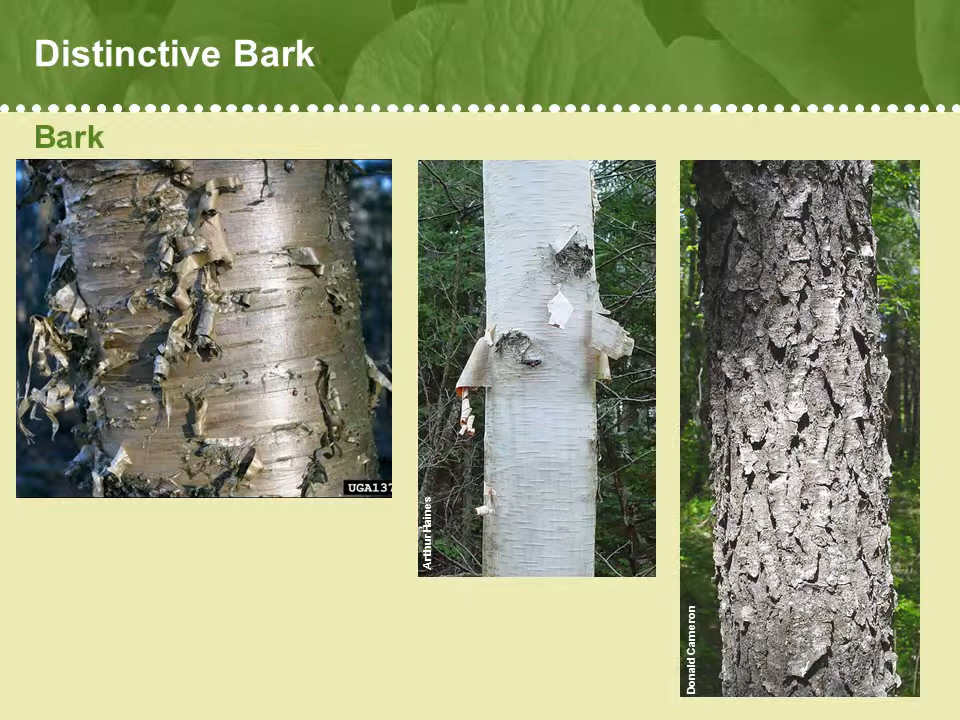 Distinctive Bark
Bark
UGA137
Arthur Haines
Donald Cameron